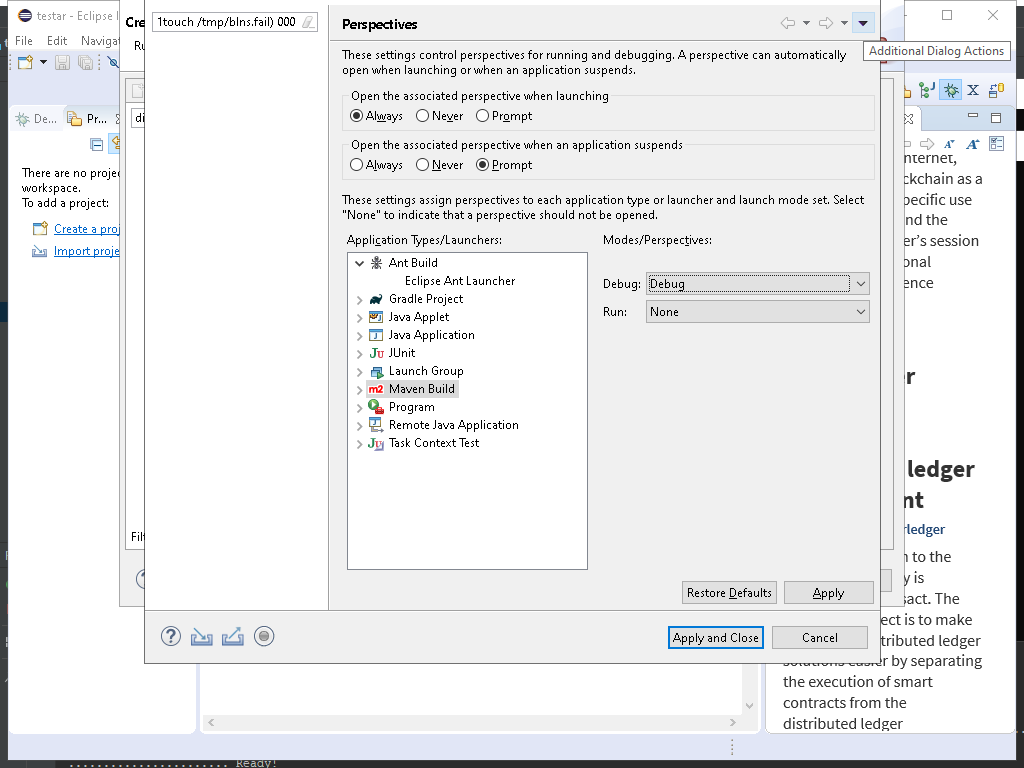 testar - Eclipse I
File Edit Navigat
De...
Pr...
There are no projec
workspace.
To add a project:
Create a proj
Import proje
Cre
Ru
di
Filt
1touch /tmp/blns.fail) 000
Perspectives
Additional Dialog Actions
These settings control perspectives for running and debugging. A perspective can automatically
open when launching or when an application suspends.
Open the associated perspective when launching
Always Never Prompt
Open the associated perspective when an application suspends
Always Never Prompt
These settings assign perspectives to each application type or launcher and launch mode set. Select
"None" to indicate that a perspective should not be opened.
Application Types/Launchers:
Modes/Perspectives:
Ant Build
Eclipse Ant Launcher
Gradle Project
Java Applet
Java Application
JUnit
Launch Group
Maven Build
Program
Remote Java Application
Task Context Test
Debug: Debug
Run: None
Restore Defaults
Apply
Apply and Close
Cancel
nternet,
ckchain as a
pecific use
nd the
er's session
ional
ence
r
ledger
nt
rledger
n to the
y is
sact. The
ect is to make
tributed ledger
solutions easier by separating
the execution of smart
contracts from the
distributed ledger
Ready!